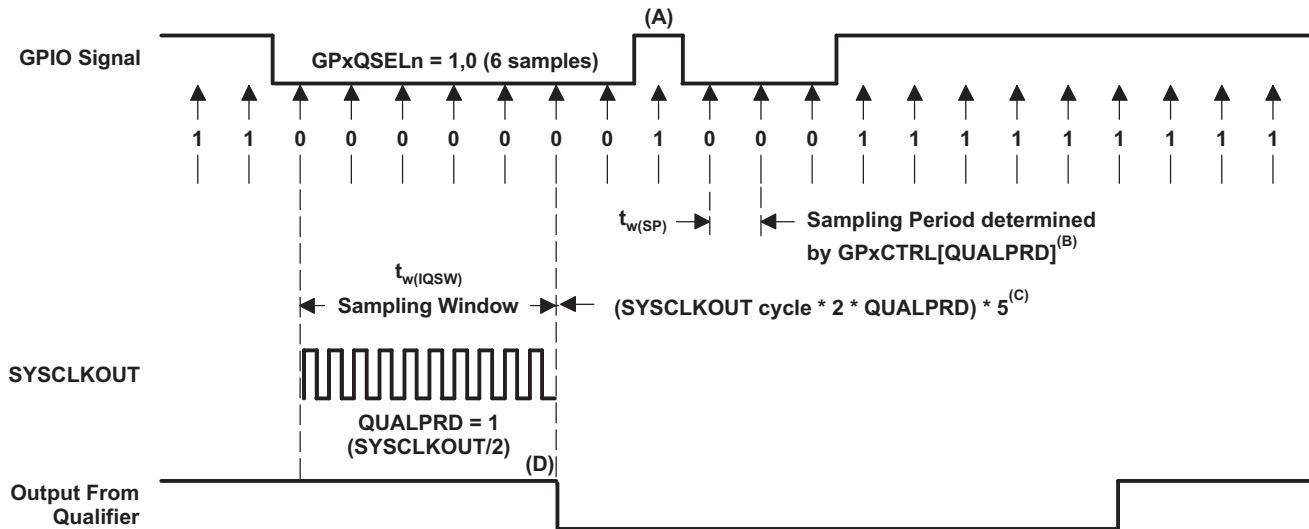 (A)
GPIO Signal
GPxQSELn = 1,0 (6 samples)
1 1 0 0 0 0 0 0 0 1 0 0 0 1 1 1 1 1 1 1 1 1
tw(SP)
Sampling Period determined
by GPxCTRL[QUALPRD](B)
tw(IQSW)
Sampling Window
(SYSCLKOUT cycle * 2 * QUALPRD) * 5(C)
SYSCLKOUT
QUALPRD = 1
(SYSCLKOUT/2)
(D)
Output From
Qualifier